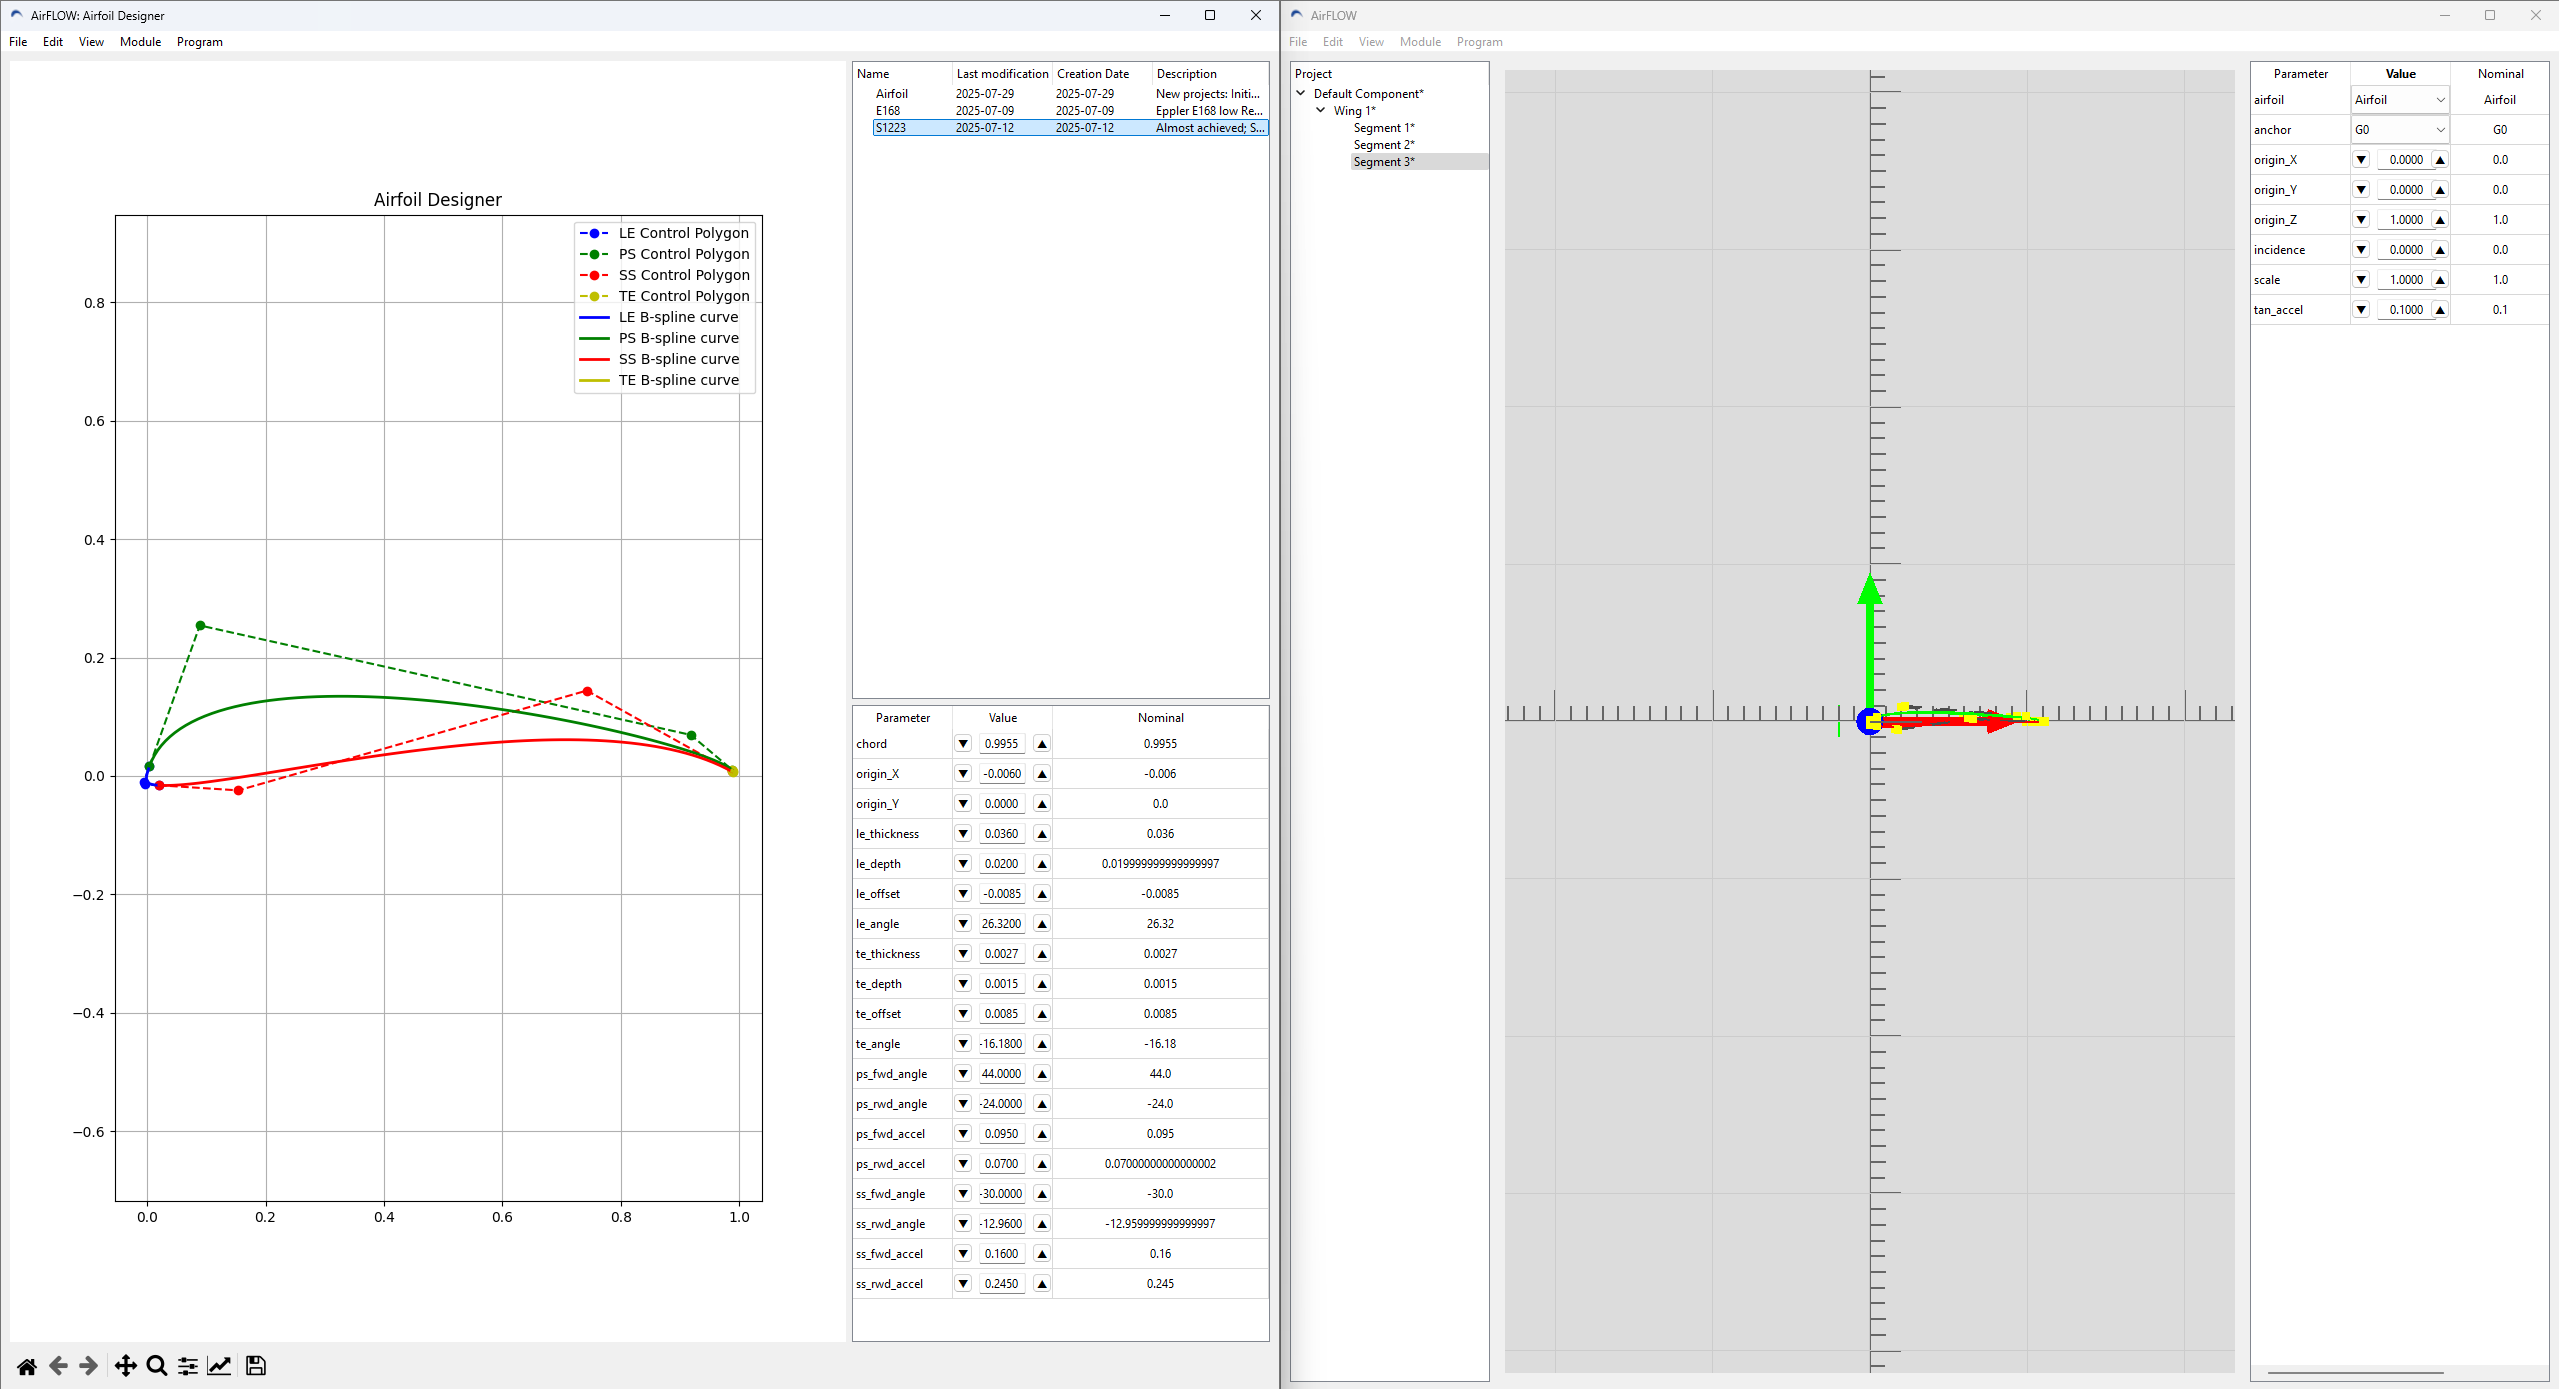 AirFLOW: Airfoil Designer
File Edit View Module Program
Airfoil Designer
LE Control Polygon
PS Control Polygon
SS Control Polygon
TE Control Polygon
LE B-spline curve
PS B-spline curve
SS B-spline curve
TE B-spline curve
0.8
0.6
0.4
0.2
0.0
−0.2
−0.4
−0.6
0.0 0.2 0.4 0.6 0.8 1.0
Name Last modification Creation Date Description
Airfoil 2025-07-29 2025-07-29 New projects: Initi...
E168 2025-07-09 2025-07-09 Eppler E168 low Re...
S1223 2025-07-12 2025-07-12 Almost achieved; S...
Parameter Value Nominal
chord 0.9955 0.9955
origin_X -0.0060 -0.006
origin_Y 0.0000 0.0
le_thickness 0.0360 0.036
le_depth 0.0200 0.019999999999999997
le_offset -0.0085 -0.0085
le_angle 26.3200 26.32
te_thickness 0.0027 0.0027
te_depth 0.0015 0.0015
te_offset 0.0085 0.0085
te_angle -16.1800 -16.18
ps_fwd_angle 44.0000 44.0
ps_rwd_angle -24.0000 -24.0
ps_fwd_accel 0.0950 0.095
ps_rwd_accel 0.0700 0.07000000000000002
ss_fwd_angle -30.0000 -30.0
ss_rwd_angle -12.9600 -12.959999999999997
ss_fwd_accel 0.1600 0.16
ss_rwd_accel 0.2450 0.245
AirFLOW
File Edit View Module Program
Project
Default Component*
Wing 1*
Segment 1*
Segment 2*
Segment 3*
Parameter Value Nominal
airfoil Airfoil Airfoil
anchor G0 G0
origin_X 0.0000 0.0
origin_Y 0.0000 0.0
origin_Z 1.0000 1.0
incidence 0.0000 0.0
scale 1.0000 1.0
tan_accel 0.1000 0.1